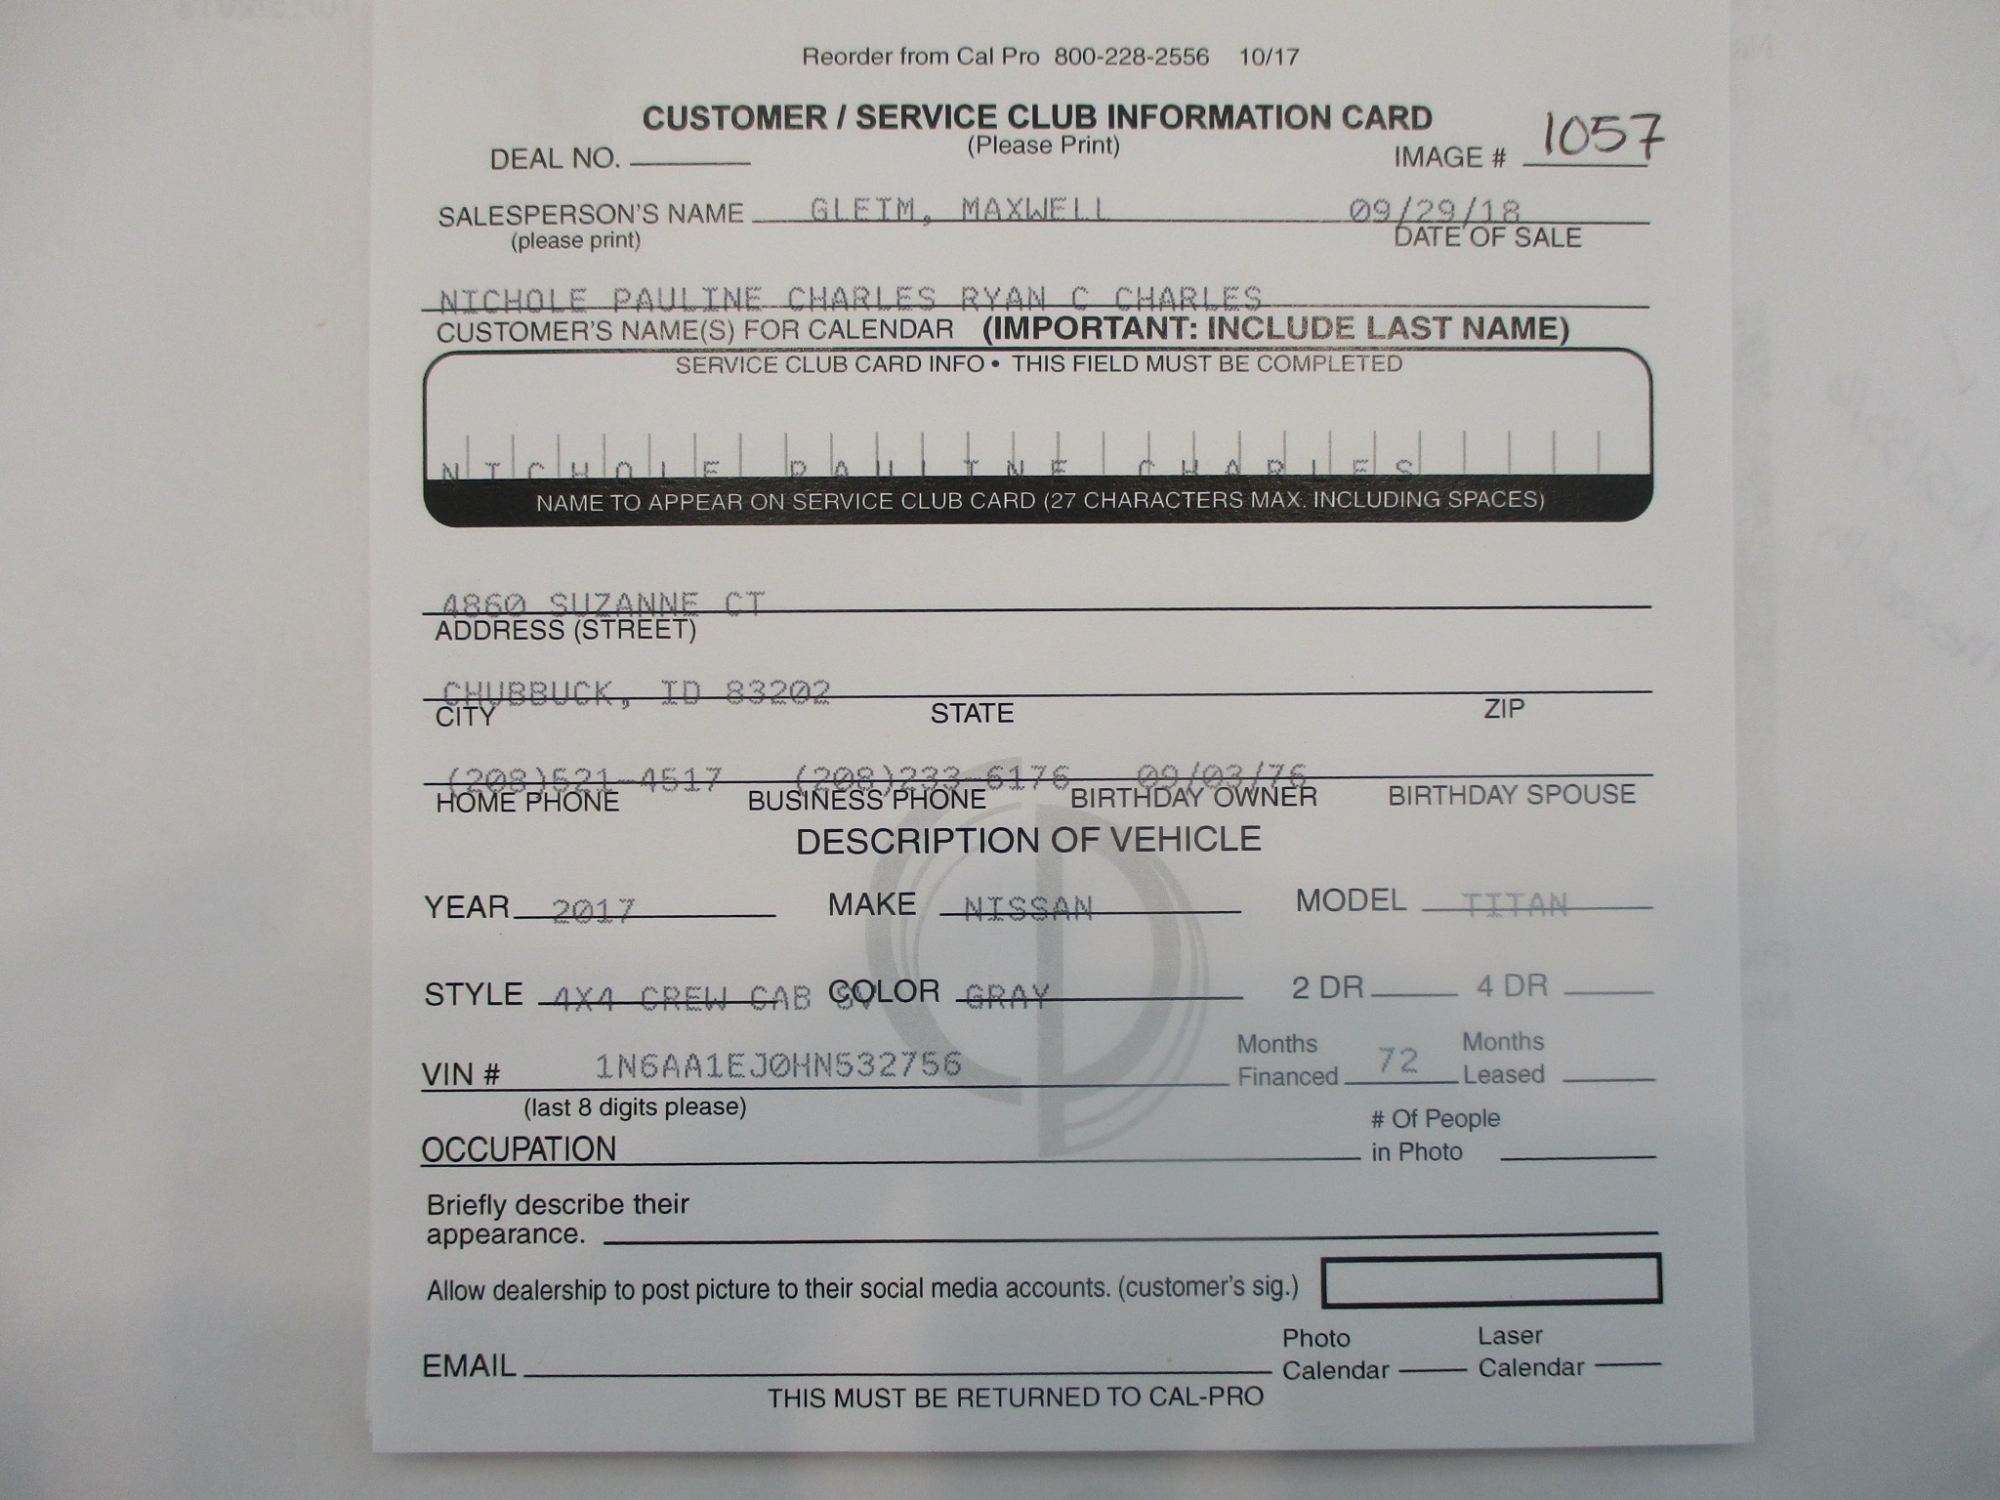 Reorder from Cal Pro 800-228-2556 10/17
CUSTOMER / SERVICE CLUB INFORMATION CARD
(Please Print)
DEAL NO. IMAGE # 1057
SALESPERSON'S NAME GLEIM, MAXWELL 09/29/18
(please print) DATE OF SALE
NICHOLE PAULINE CHARLES RYAN C CHARLES
CUSTOMER'S NAME(S) FOR CALENDAR (IMPORTANT: INCLUDE LAST NAME)
SERVICE CLUB CARD INFO • THIS FIELD MUST BE COMPLETED
NICHOLE PAULINE CHARLES
NAME TO APPEAR ON SERVICE CLUB CARD (27 CHARACTERS MAX. INCLUDING SPACES)
4860 SUZANNE CT
ADDRESS (STREET)
CHUBBUCK, ID 83202
CITY STATE ZIP
(208)521-4517 (208)233-6176 09/03/76
HOME PHONE BUSINESS PHONE BIRTHDAY OWNER BIRTHDAY SPOUSE
DESCRIPTION OF VEHICLE
YEAR 2017 MAKE NISSAN MODEL TITAN
STYLE 4X4 CREW CAB COLOR GRAY 2 DR 4 DR
VIN # 1N6AA1EJ0HN532756 Months Financed 72 Months Leased
(last 8 digits please)
OCCUPATION # Of People in Photo
Briefly describe their
appearance.
Allow dealership to post picture to their social media accounts. (customer's sig.)
EMAIL Photo Calendar Laser Calendar
THIS MUST BE RETURNED TO CAL-PRO